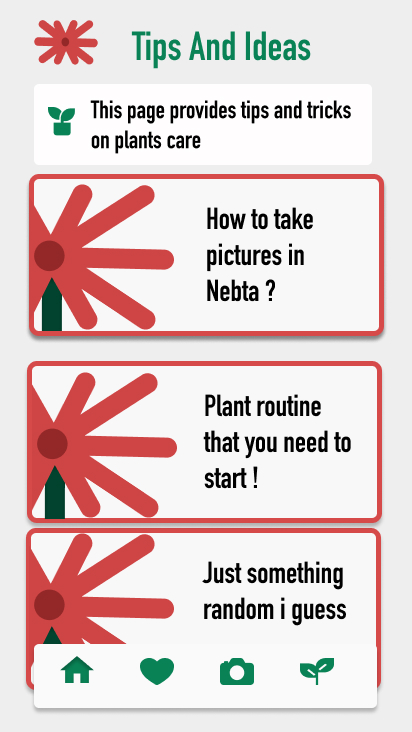 Tips And Ideas
This page provides tips and tricks
on plants care
How to take
pictures in
Nebta ?
Plant routine
that you need to
start !
Just something
random i guess